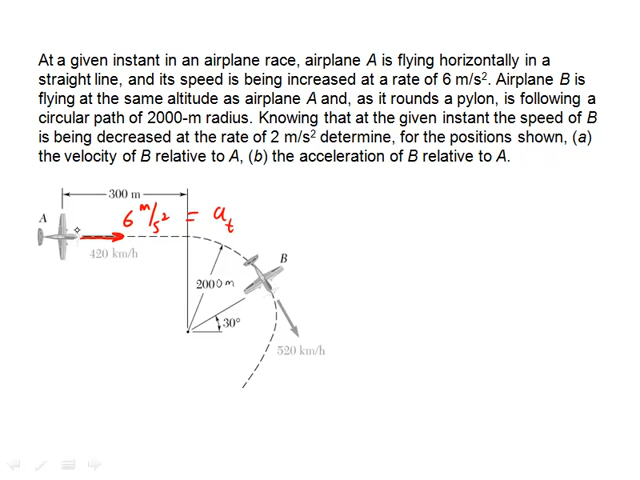 At a given instant in an airplane race, airplane A is flying horizontally in a
straight line, and its speed is being increased at a rate of 6 m/s². Airplane B is
flying at the same altitude as airplane A and, as it rounds a pylon, is following a
circular path of 2000-m radius. Knowing that at the given instant the speed of B
is being decreased at the rate of 2 m/s² determine, for the positions shown, (a)
the velocity of B relative to A, (b) the acceleration of B relative to A.
300 m
A
6 m/s² = aₜ
420 km/h
B
2000 m
30°
520 km/h